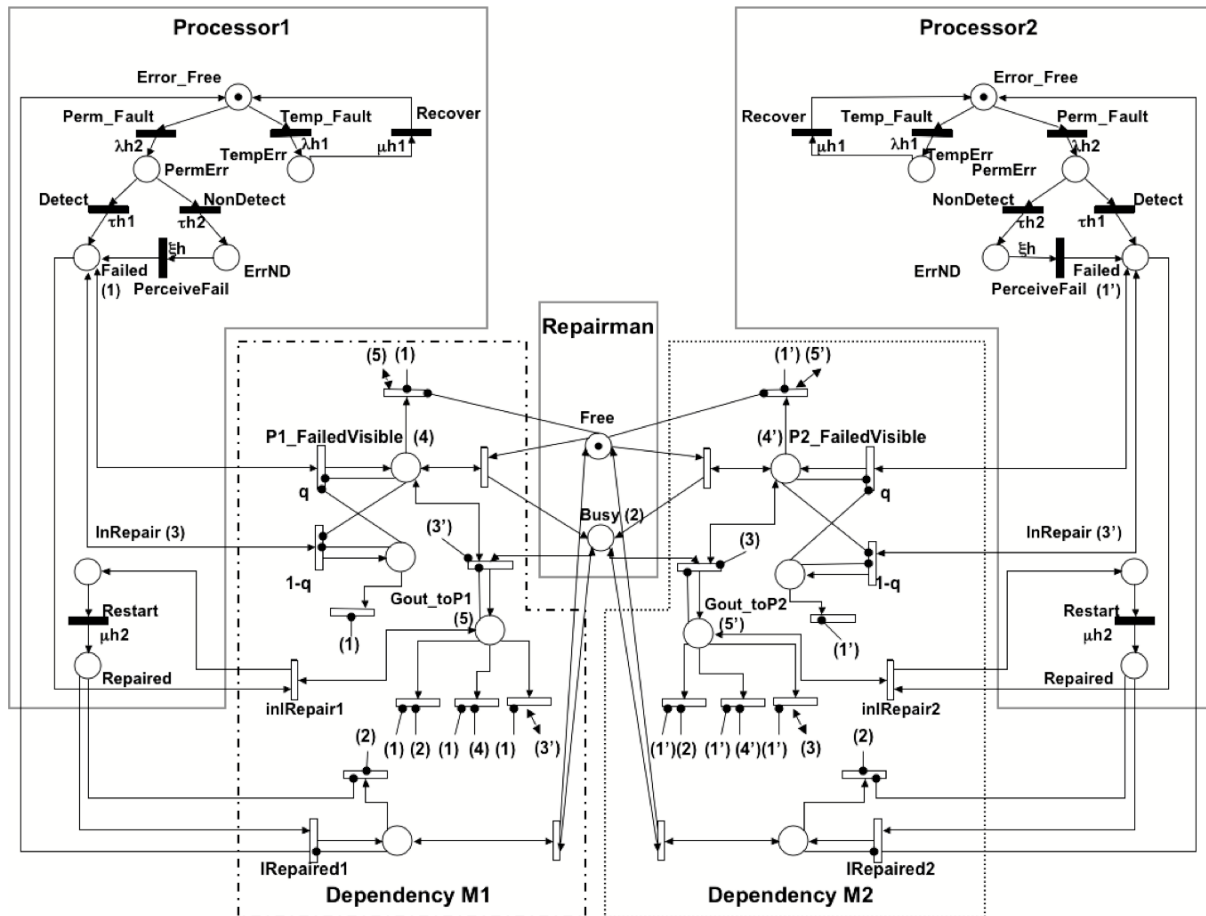 Processor1
Processor2
Error_Free
Error_Free
Perm_Fault
Temp_Fault
Recover
Recover
Temp_Fault
Perm_Fault
λh2
λh1
μh1
μh1
λh1
λh2
TempErr
PermErr
TempErr
PermErr
Detect
NonDetect
NonDetect
Detect
τh1
τh2
τh2
τh1
ξh
ξh
Failed
(1)
ErrND
PerceiveFail
ErrND
Failed
(1')
PerceiveFail
Repairman
(5)
(1)
(1')
(5')
Free
P1_FailedVisible
(4)
(4')
P2_FailedVisible
q
q
Busy (2)
InRepair (3)
(3')
(3)
InRepair (3')
1-q
1-q
Gout_toP1
(5)
Gout_toP2
(5')
Restart
μh2
Restart
μh2
(1)
(1')
Repaired
Repaired
inIRepair1
inIRepair2
(1)
(2)
(1)
(4)
(1)
(3')
(1')
(2)
(1')
(4')
(1')
(3)
(2)
(2)
IRepaired1
IRepaired2
Dependency M1
Dependency M2